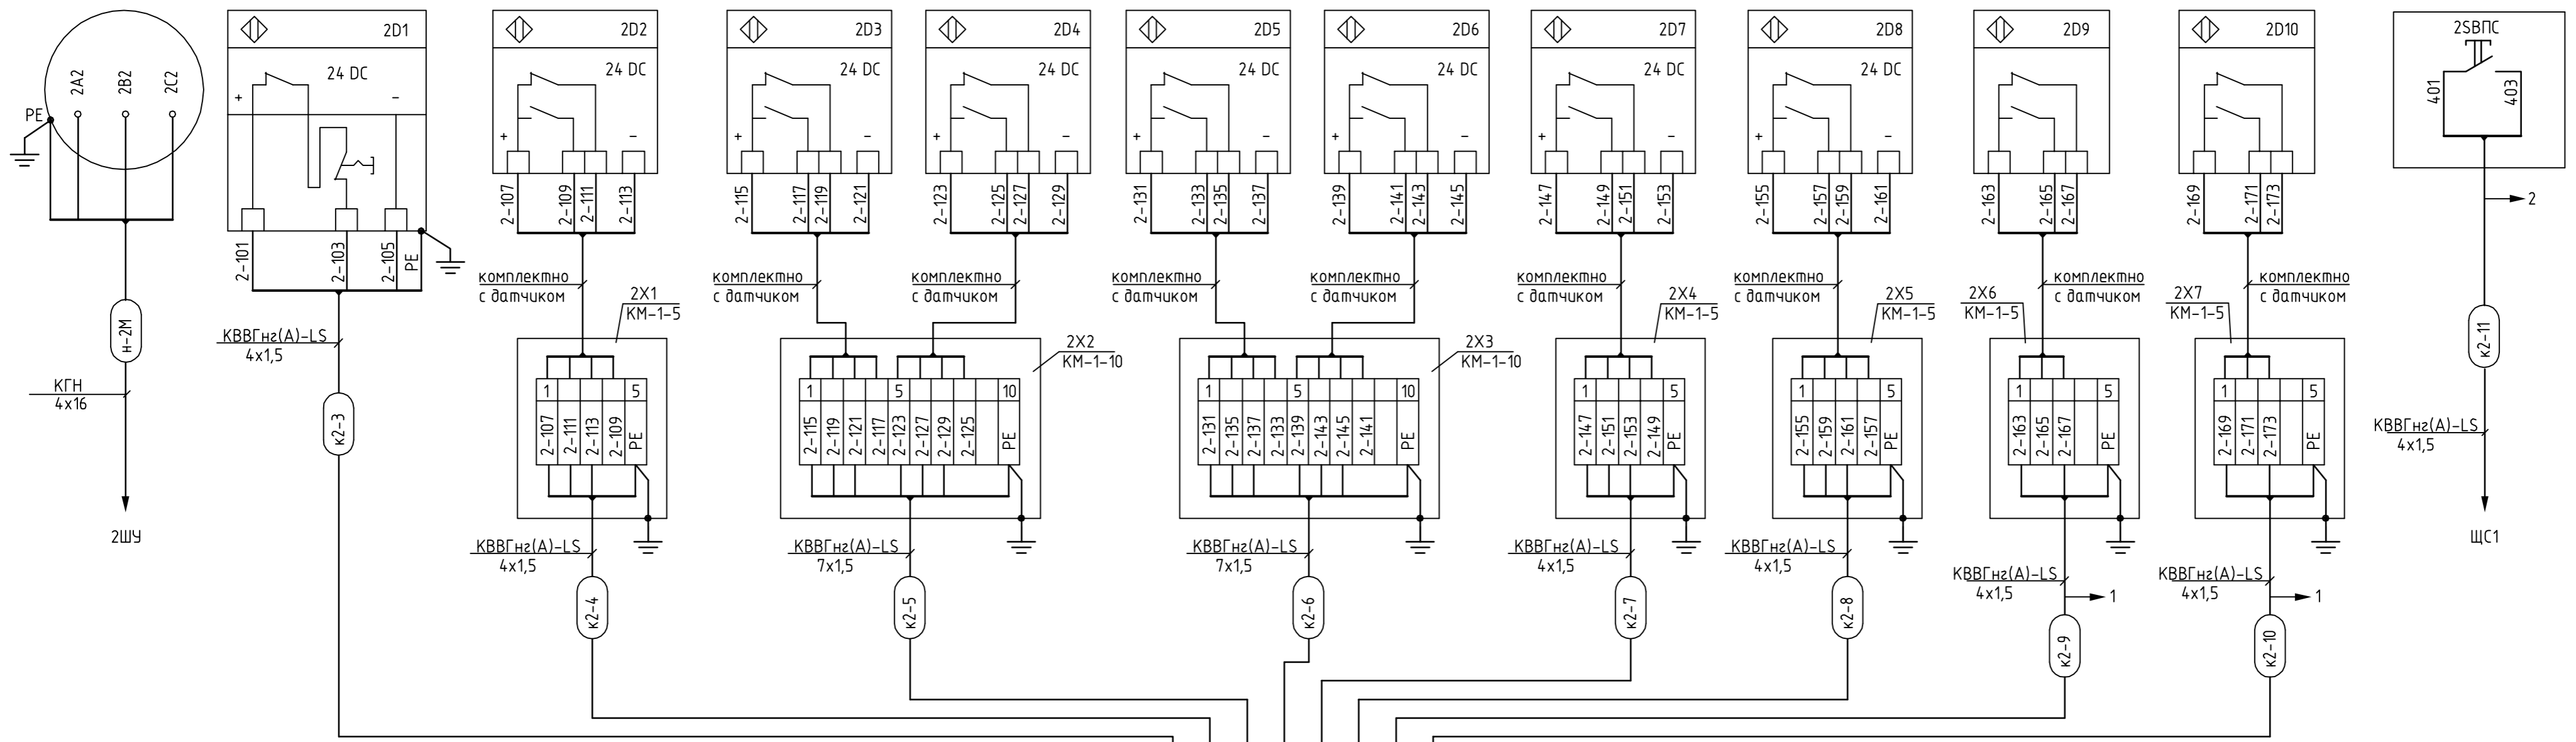 2D1
2D2
2D3
2D4
2D5
2D6
2D7
2D8
2D9
2D10
2SВПС
2A2
2B2
2C2
PE
24 DC
+
–
24 DC
+
–
24 DC
+
–
24 DC
+
–
24 DC
+
–
24 DC
+
–
24 DC
+
–
24 DC
+
–
401
403
2-101
2-103
2-105
PE
2-107
2-109
2-111
2-113
2-115
2-117
2-119
2-121
2-123
2-125
2-127
2-129
2-131
2-133
2-135
2-137
2-139
2-141
2-143
2-145
2-147
2-149
2-151
2-153
2-155
2-157
2-159
2-161
2-163
2-165
2-167
2-169
2-171
2-173
2
комплектно
с датчиком
комплектно
с датчиком
комплектно
с датчиком
комплектно
с датчиком
комплектно
с датчиком
комплектно
с датчиком
комплектно
с датчиком
комплектно
с датчиком
комплектно
с датчиком
н-2М
КГН
4х16
2ШУ
КВВГнг(А)-LS
4х1,5
к2-3
2X1
КМ-1-5
1
5
2-107
2-111
2-113
2-109
PE
КВВГнг(А)-LS
4х1,5
к2-4
2X2
КМ-1-10
1
5
10
2-115
2-119
2-121
2-117
2-123
2-127
2-129
2-125
PE
КВВГнг(А)-LS
7х1,5
к2-5
2X3
КМ-1-10
1
5
10
2-131
2-135
2-137
2-133
2-139
2-143
2-145
2-141
PE
КВВГнг(А)-LS
7х1,5
к2-6
2X4
КМ-1-5
1
5
2-147
2-151
2-153
2-149
PE
КВВГнг(А)-LS
4х1,5
к2-7
2X5
КМ-1-5
1
5
2-155
2-159
2-161
2-157
PE
КВВГнг(А)-LS
4х1,5
к2-8
2X6
КМ-1-5
1
5
2-163
2-165
2-167
PE
КВВГнг(А)-LS
4х1,5
1
к2-9
2X7
КМ-1-5
1
5
2-169
2-171
2-173
PE
КВВГнг(А)-LS
4х1,5
1
к2-10
к2-11
КВВГнг(А)-LS
4х1,5
ЩС1